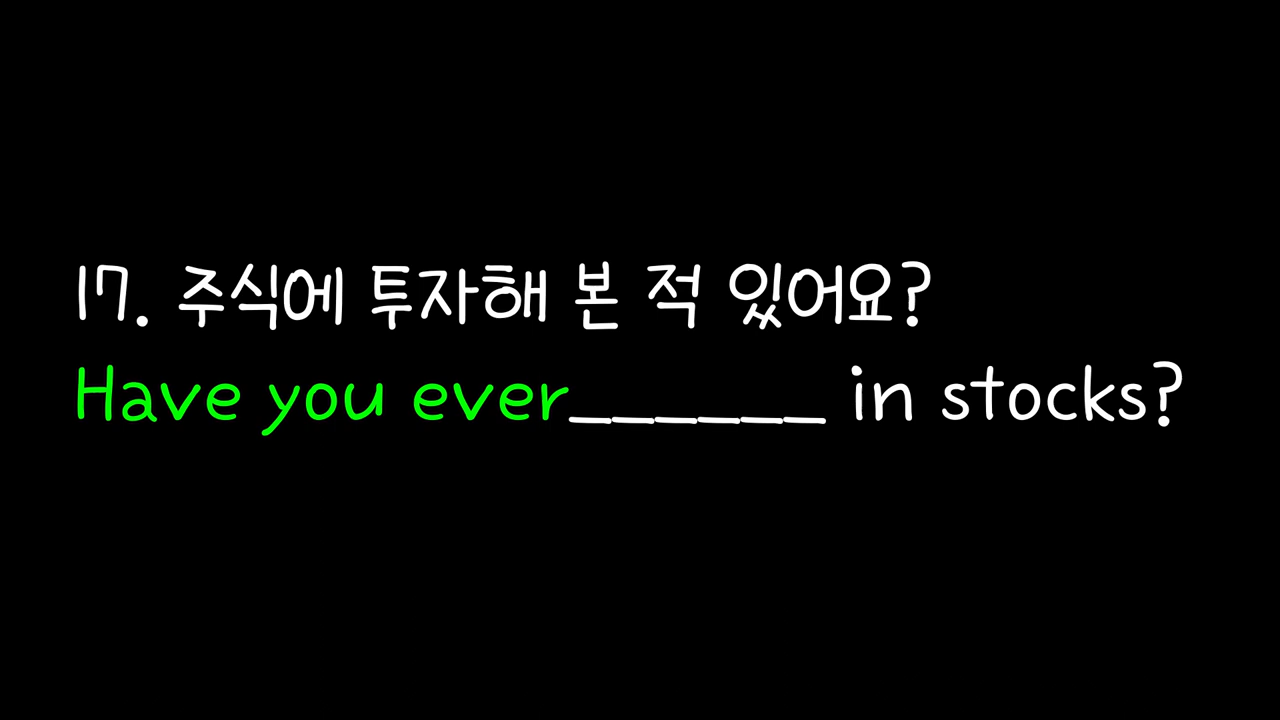 17. 주식에 투자해 본 적 있어요?
Have you ever______ in stocks?